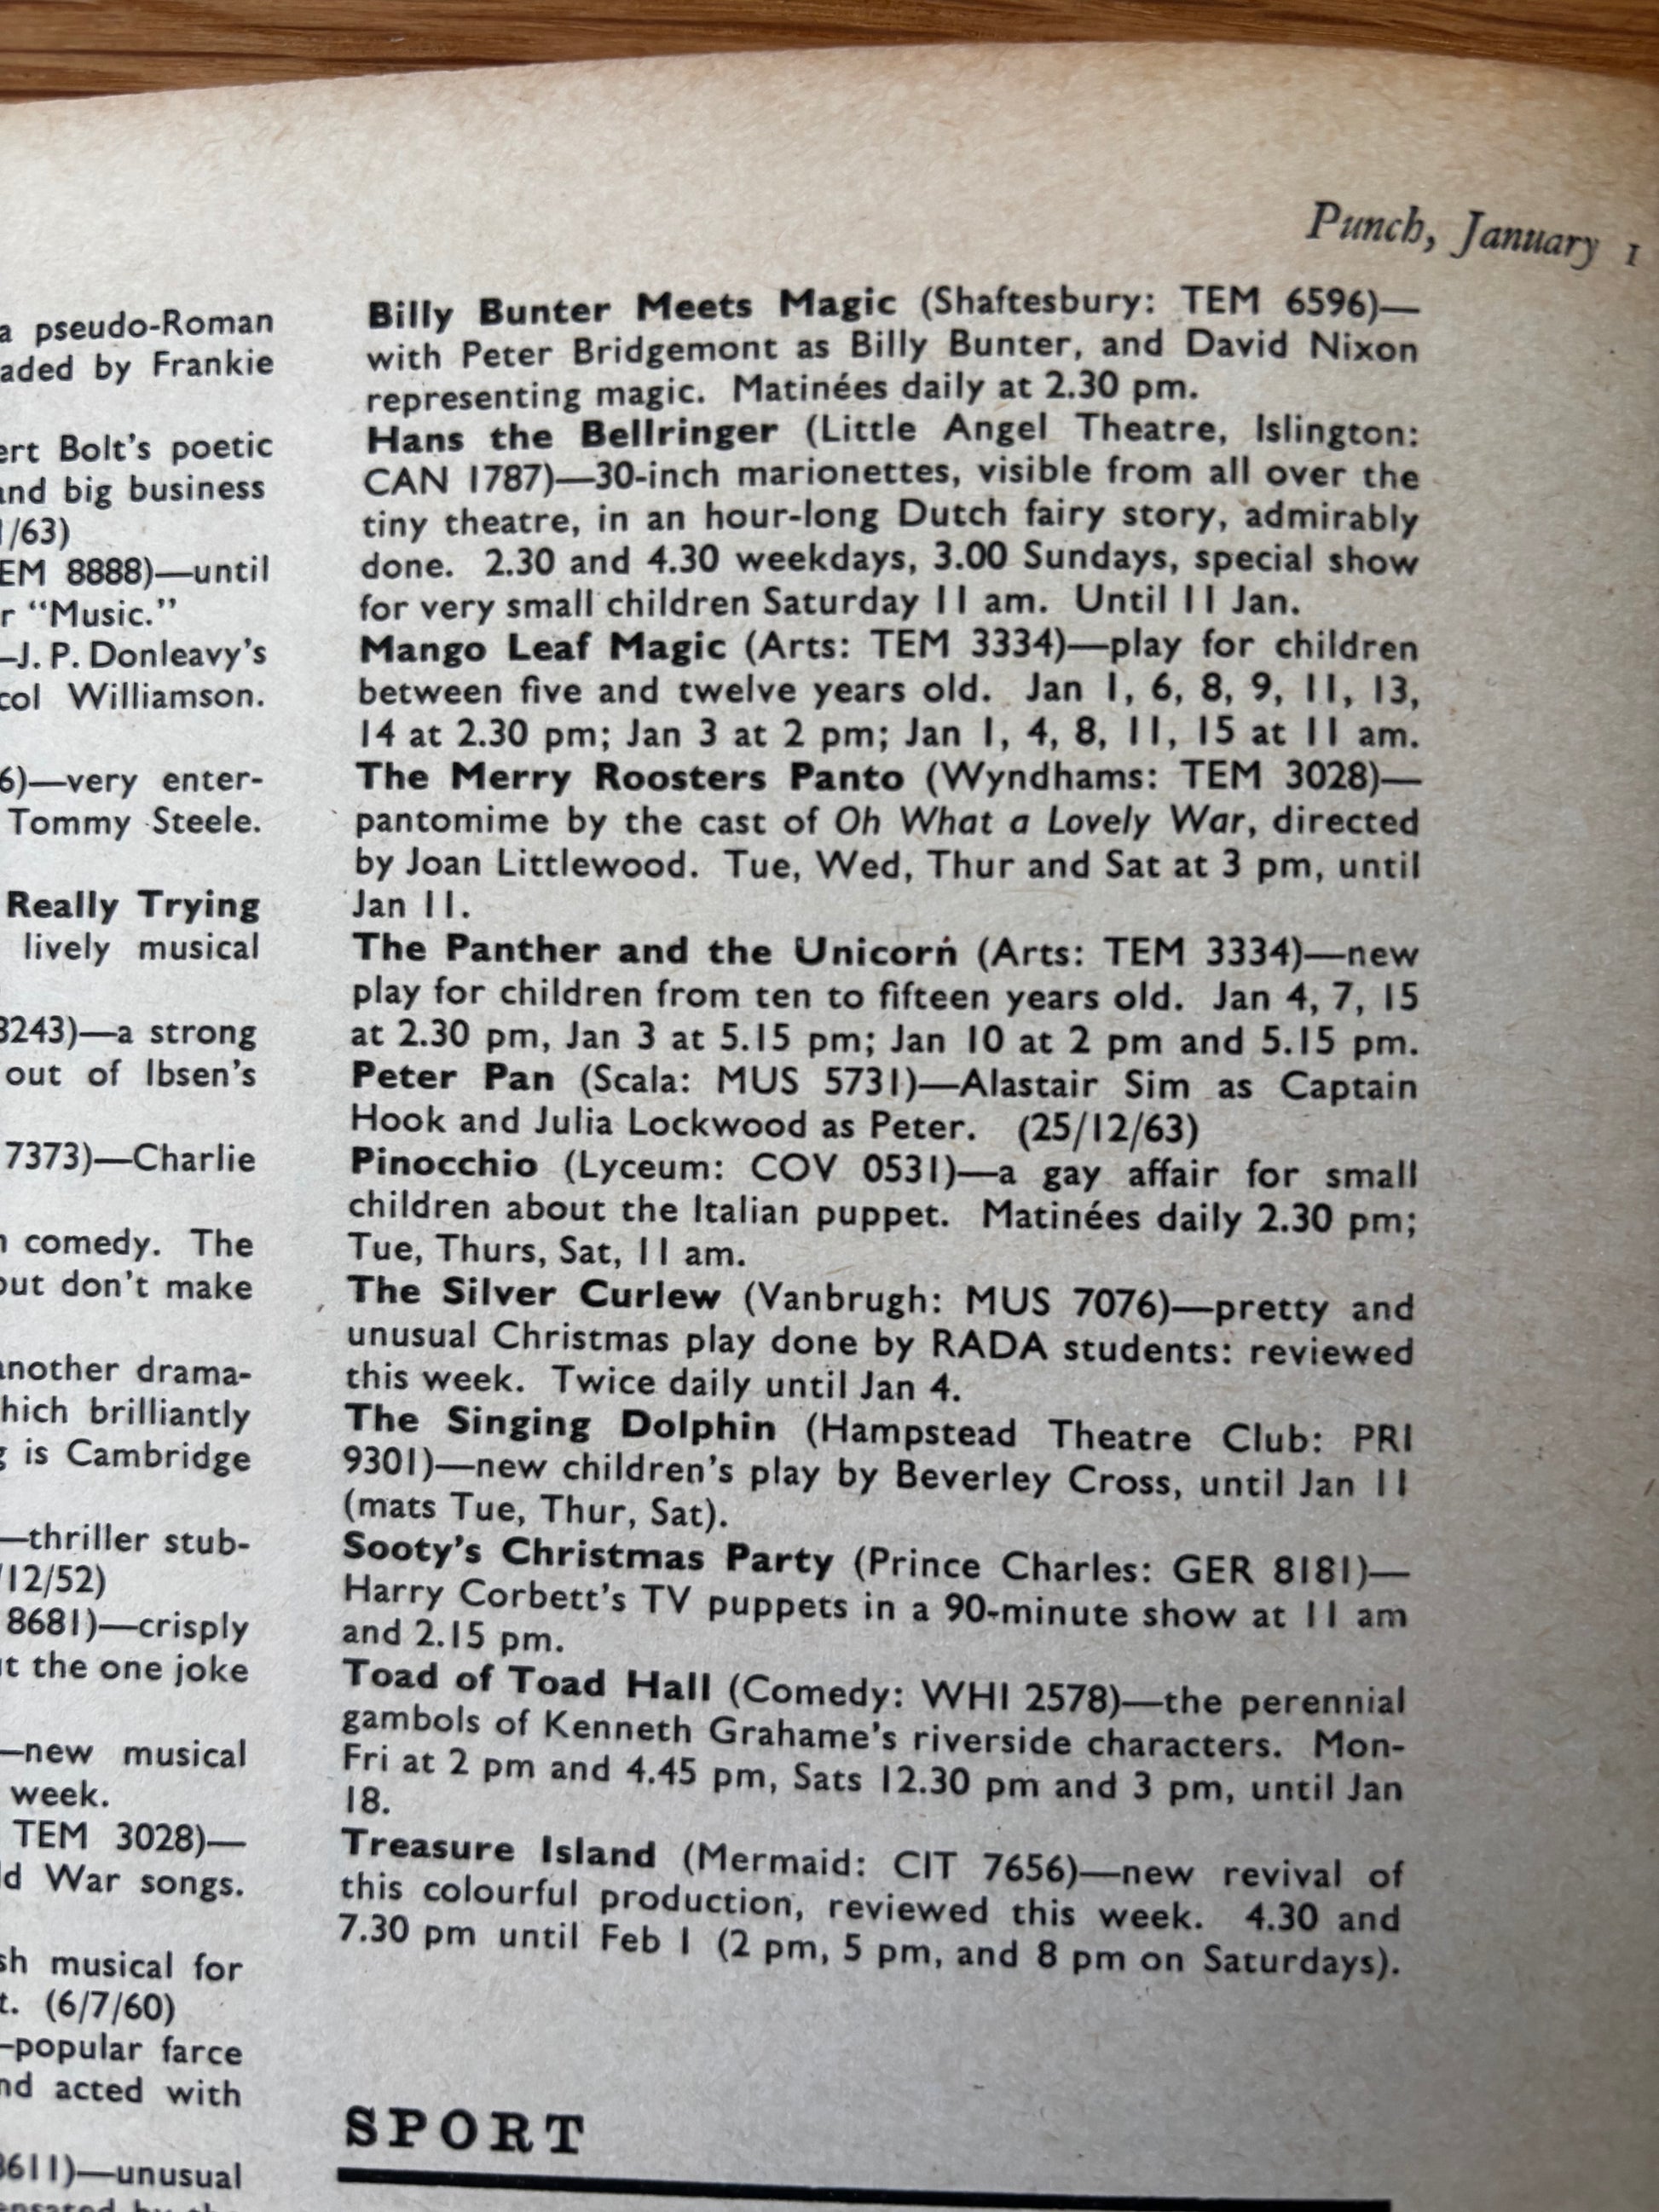 Punch, January 1
a pseudo-Roman
aded by Frankie
ert Bolt's poetic
and big business
1/63)
EM 8888)—until
r "Music."
—J. P. Donleavy's
col Williamson.
6)—very enter-
Tommy Steele.
Really Trying
lively musical
3243)—a strong
out of Ibsen's
7373)—Charlie
n comedy. The
out don't make
another drama-
hich brilliantly
g is Cambridge
—thriller stub-
/12/52)
8681)—crisply
t the one joke
—new musical
week.
TEM 3028)—
ld War songs.
sh musical for
t. (6/7/60)
—popular farce
nd acted with
8611)—unusual
Billy Bunter Meets Magic (Shaftesbury: TEM 6596)—
with Peter Bridgemont as Billy Bunter, and David Nixon
representing magic. Matinées daily at 2.30 pm.
Hans the Bellringer (Little Angel Theatre, Islington:
CAN 1787)—30-inch marionettes, visible from all over the
tiny theatre, in an hour-long Dutch fairy story, admirably
done. 2.30 and 4.30 weekdays, 3.00 Sundays, special show
for very small children Saturday 11 am. Until 11 Jan.
Mango Leaf Magic (Arts: TEM 3334)—play for children
between five and twelve years old. Jan 1, 6, 8, 9, 11, 13,
14 at 2.30 pm; Jan 3 at 2 pm; Jan 1, 4, 8, 11, 15 at 11 am.
The Merry Roosters Panto (Wyndhams: TEM 3028)—
pantomime by the cast of Oh What a Lovely War, directed
by Joan Littlewood. Tue, Wed, Thur and Sat at 3 pm, until
Jan 11.
The Panther and the Unicorn (Arts: TEM 3334)—new
play for children from ten to fifteen years old. Jan 4, 7, 15
at 2.30 pm, Jan 3 at 5.15 pm; Jan 10 at 2 pm and 5.15 pm.
Peter Pan (Scala: MUS 5731)—Alastair Sim as Captain
Hook and Julia Lockwood as Peter. (25/12/63)
Pinocchio (Lyceum: COV 0531)—a gay affair for small
children about the Italian puppet. Matinées daily 2.30 pm;
Tue, Thurs, Sat, 11 am.
The Silver Curlew (Vanbrugh: MUS 7076)—pretty and
unusual Christmas play done by RADA students: reviewed
this week. Twice daily until Jan 4.
The Singing Dolphin (Hampstead Theatre Club: PRI
9301)—new children's play by Beverley Cross, until Jan 11
(mats Tue, Thur, Sat).
Sooty's Christmas Party (Prince Charles: GER 8181)—
Harry Corbett's TV puppets in a 90-minute show at 11 am
and 2.15 pm.
Toad of Toad Hall (Comedy: WHI 2578)—the perennial
gambols of Kenneth Grahame's riverside characters. Mon-
Fri at 2 pm and 4.45 pm, Sats 12.30 pm and 3 pm, until Jan
18.
Treasure Island (Mermaid: CIT 7656)—new revival of
this colourful production, reviewed this week. 4.30 and
7.30 pm until Feb 1 (2 pm, 5 pm, and 8 pm on Saturdays).
SPORT